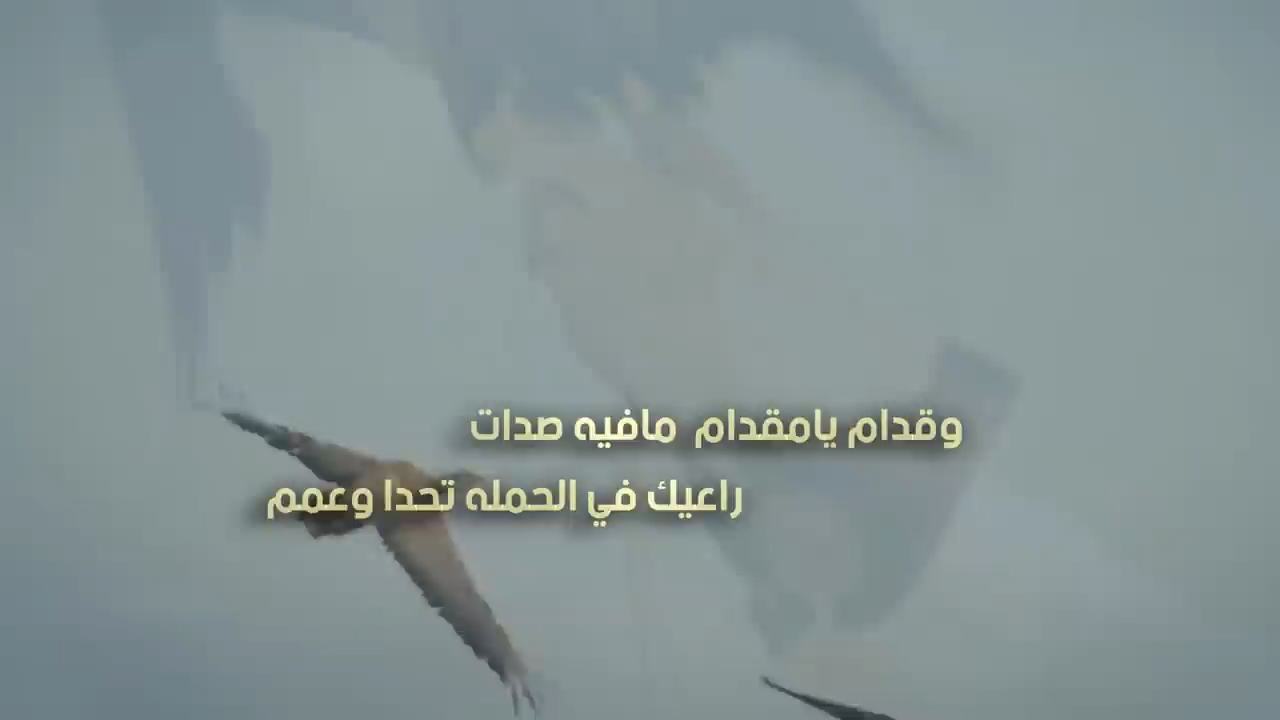 وقدام يامقدام مافيه صدات
راعيك في الحمله تحدا وعمم